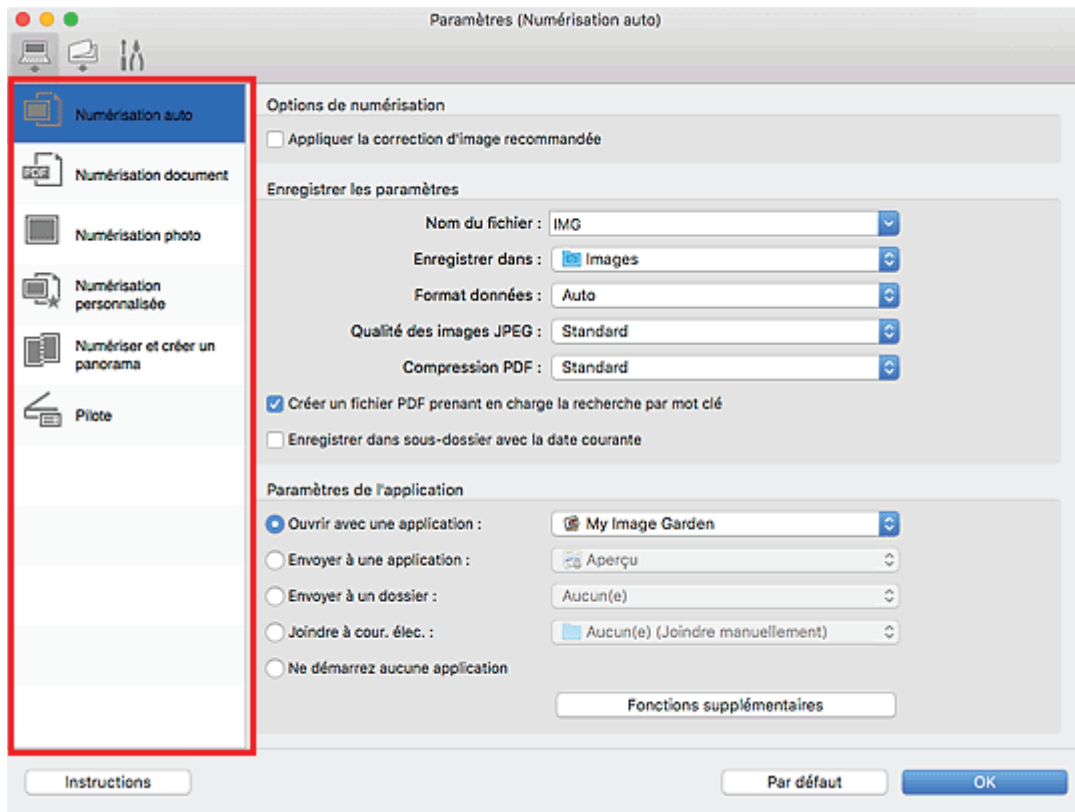 Paramètres (Numérisation auto)
Numérisation auto
PDF
Numérisation document
Numérisation photo
Numérisation
personnalisée
Numériser et créer un
panorama
Pilote
Options de numérisation
Appliquer la correction d'image recommandée
Enregistrer les paramètres
Nom du fichier : IMG
Enregistrer dans : Images
Format données : Auto
Qualité des images JPEG : Standard
Compression PDF : Standard
Créer un fichier PDF prenant en charge la recherche par mot clé
Enregistrer dans sous-dossier avec la date courante
Paramètres de l'application
Ouvrir avec une application : My Image Garden
Envoyer à une application : Aperçu
Envoyer à un dossier : Aucun(e)
Joindre à cour. élec. : Aucun(e) (Joindre manuellement)
Ne démarrez aucune application
Fonctions supplémentaires
Instructions
Par défaut
OK